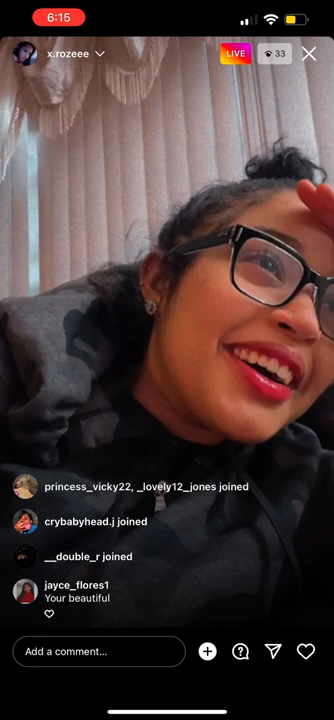 6:15
x.rozeee
LIVE
33
princess_vicky22, _lovely12_jones joined
crybabyhead.j joined
__double_r joined
jayce_flores1
Your beautiful
Add a comment...